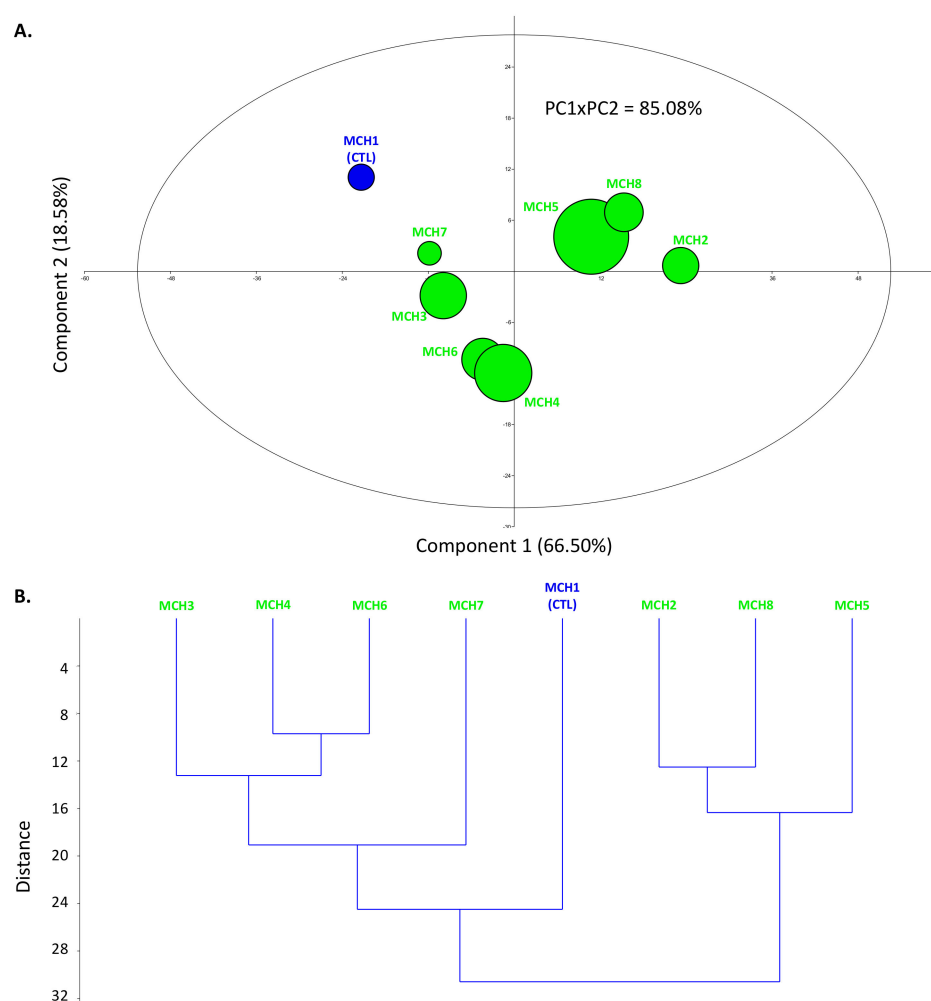 A.
24
18
PC1xPC2 = 85.08%
MCH1
(CTL)
12
MCH8
MCH5
6
MCH7
MCH2
Component 2 (18.58%)
-60
-48
-36
-24
12
36
48
MCH3
-6
MCH6
MCH4
-18
-24
-30
Component 1 (66.50%)
B.
MCH3
MCH4
MCH6
MCH7
MCH1
(CTL)
MCH2
MCH8
MCH5
Distance
4
8
12
16
20
24
28
32